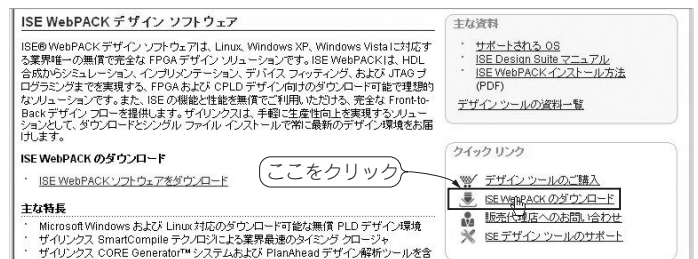 ISE WebPACK デザイン ソフトウェア
ISE® WebPACK デザイン ソフトウェアは、Linux、Windows XP、Windows Vista に対応す
る業界唯一の無償で完全な FPGA デザイン ソリューションです。ISE WebPACK は、HDL
合成からシミュレーション、インプリメンテーション、デバイス フィッティング、および JTAG プ
ログラミングまでを実現する、FPGA および CPLD デザイン向けのダウンロード可能で理想的
なソリューションです。また、ISE の機能と性能を無償でご利用いただける、完全な Front-to-
Back デザイン フローを提供します。ザイリンクスは、手軽に生産性向上を実現するソリュー
ションとして、ダウンロードとシングル ファイル インストールで常に最新のデザイン環境をお届
けします。
ISE WebPACK のダウンロード
・ ISE WebPACK ソフトウェアをダウンロード
主な特長
・ Microsoft Windows および Linux 対応のダウンロード可能な無償 PLD デザイン環境
・ ザイリンクス SmartCompile テクノロジによる業界最速のタイミング クロージャ
・ ザイリンクス CORE Generator™ システムおよび PlanAhead デザイン解析ツールを含
主な資料
・ サポートされる OS
・ ISE Design Suite マニュアル
・ ISE WebPACK インストール方法
(PDF)
デザイン ツールの資料一覧
クイック リンク
ここをクリック
デザイン ツールのご購入
ISE WebPACK のダウンロード
販売代理店へのお問い合わせ
ISE デザイン ツールのサポート